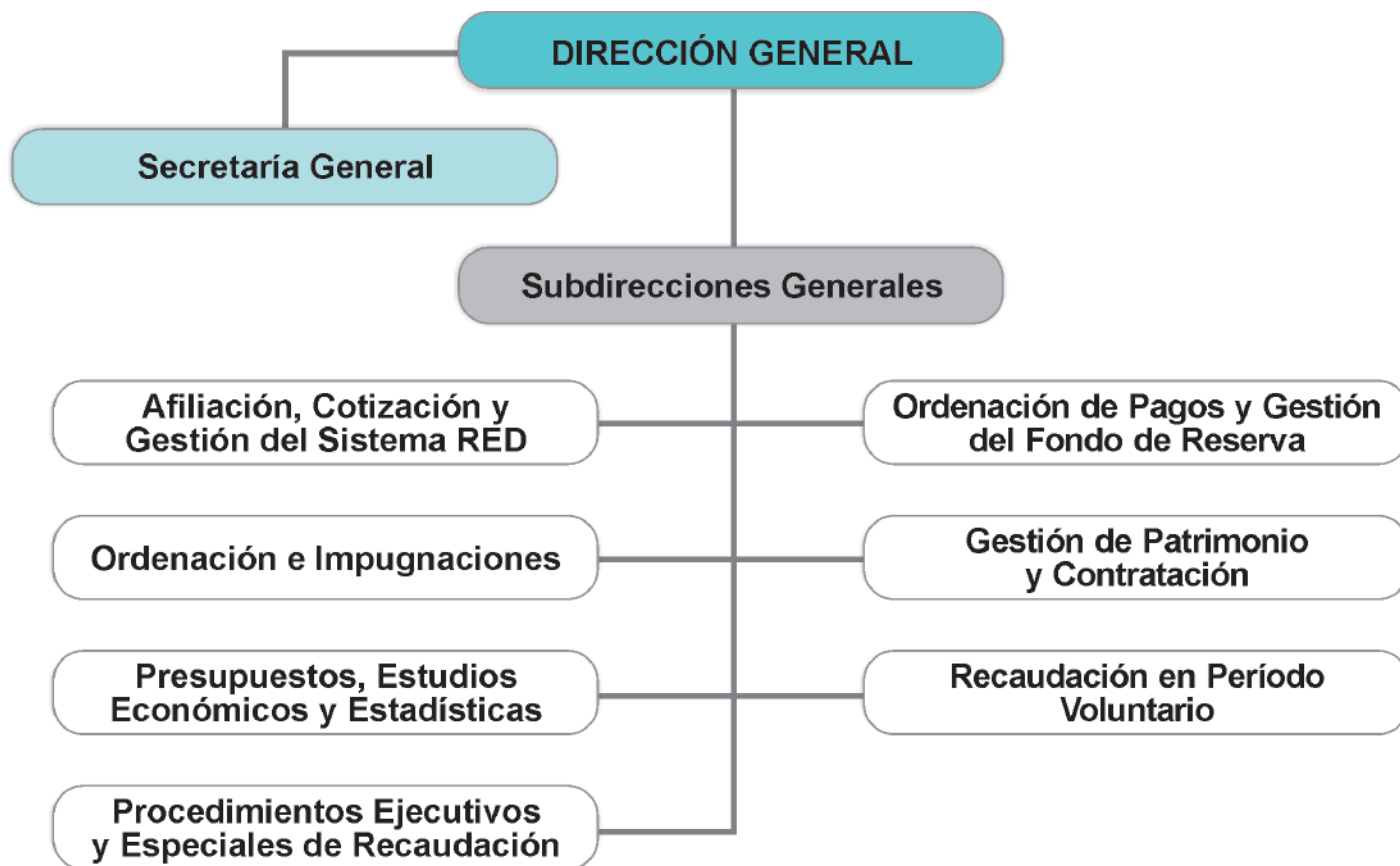 DIRECCIÓN GENERAL
Secretaría General
Subdirecciones Generales
Afiliación, Cotización y
Gestión del Sistema RED
Ordenación de Pagos y Gestión
del Fondo de Reserva
Ordenación e Impugnaciones
Gestión de Patrimonio
y Contratación
Presupuestos, Estudios
Económicos y Estadísticas
Recaudación en Período
Voluntario
Procedimientos Ejecutivos
y Especiales de Recaudación